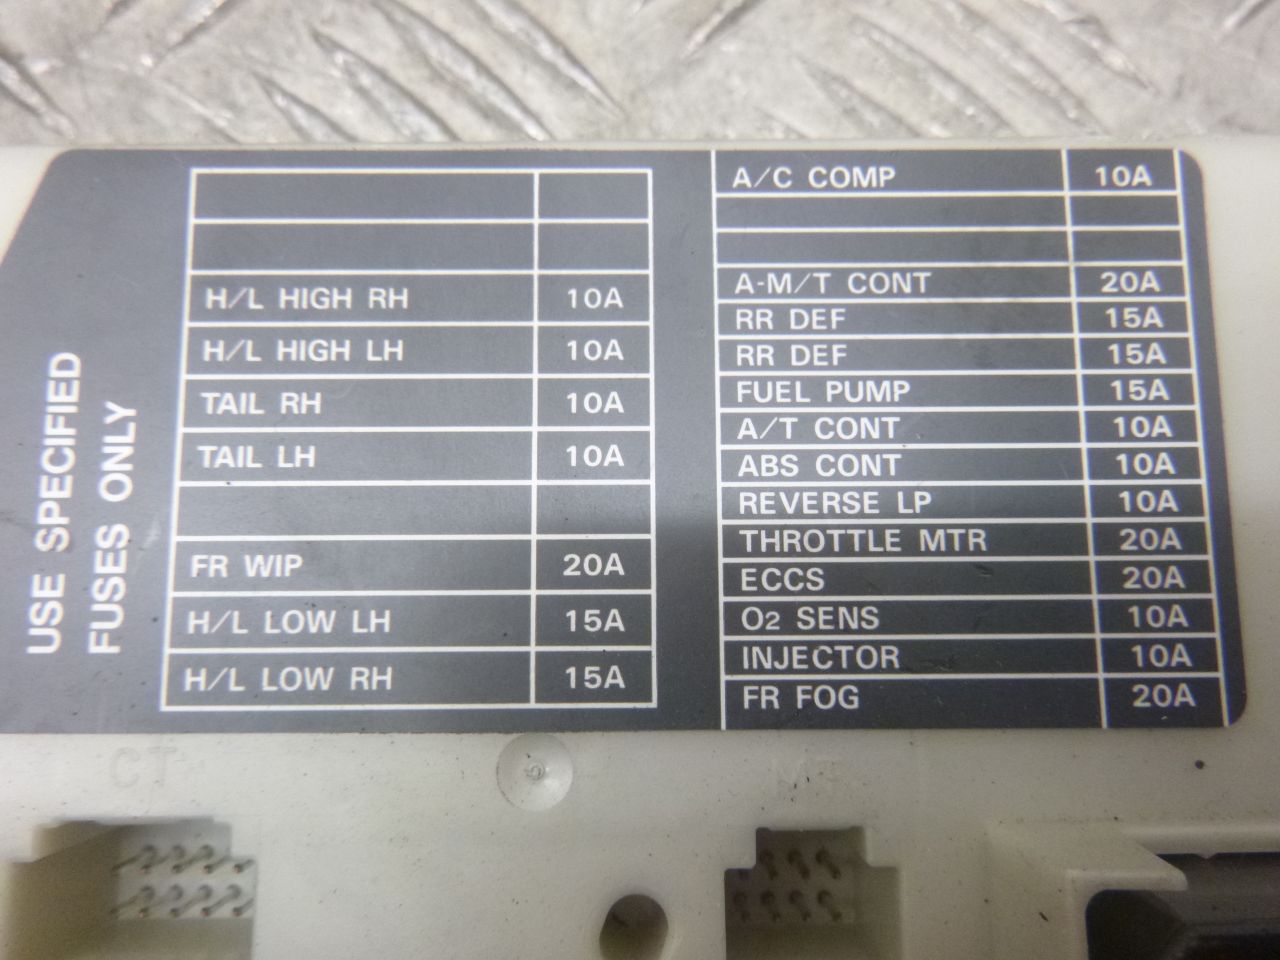 USE SPECIFIED
FUSES ONLY
H/L HIGH RH 10A
H/L HIGH LH 10A
TAIL RH 10A
TAIL LH 10A
FR WIP 20A
H/L LOW LH 15A
H/L LOW RH 15A
A/C COMP 10A
A-M/T CONT 20A
RR DEF 15A
RR DEF 15A
FUEL PUMP 15A
A/T CONT 10A
ABS CONT 10A
REVERSE LP 10A
THROTTLE MTR 20A
ECCS 20A
O2 SENS 10A
INJECTOR 10A
FR FOG 20A
CT